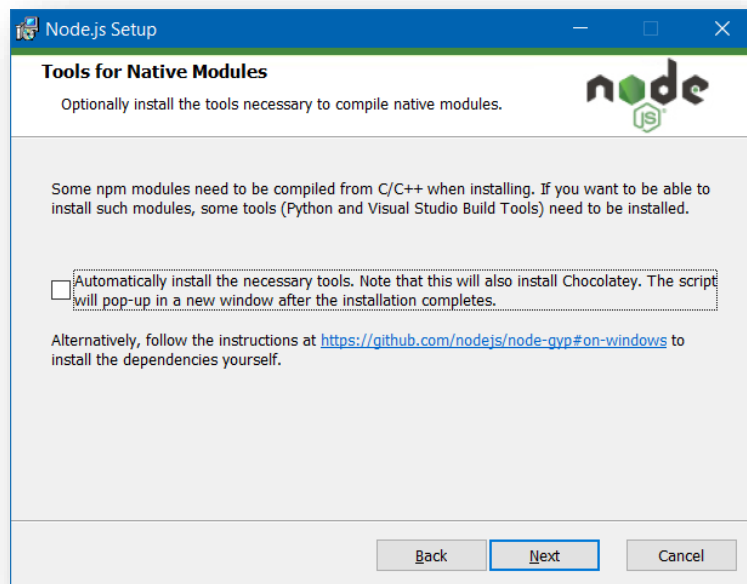 Node.js Setup
Tools for Native Modules
Optionally install the tools necessary to compile native modules.
node
JS
Some npm modules need to be compiled from C/C++ when installing. If you want to be able to
install such modules, some tools (Python and Visual Studio Build Tools) need to be installed.
Automatically install the necessary tools. Note that this will also install Chocolatey. The script
will pop-up in a new window after the installation completes.
Alternatively, follow the instructions at https://github.com/nodejs/node-gyp#on-windows to
install the dependencies yourself.
Back Next Cancel